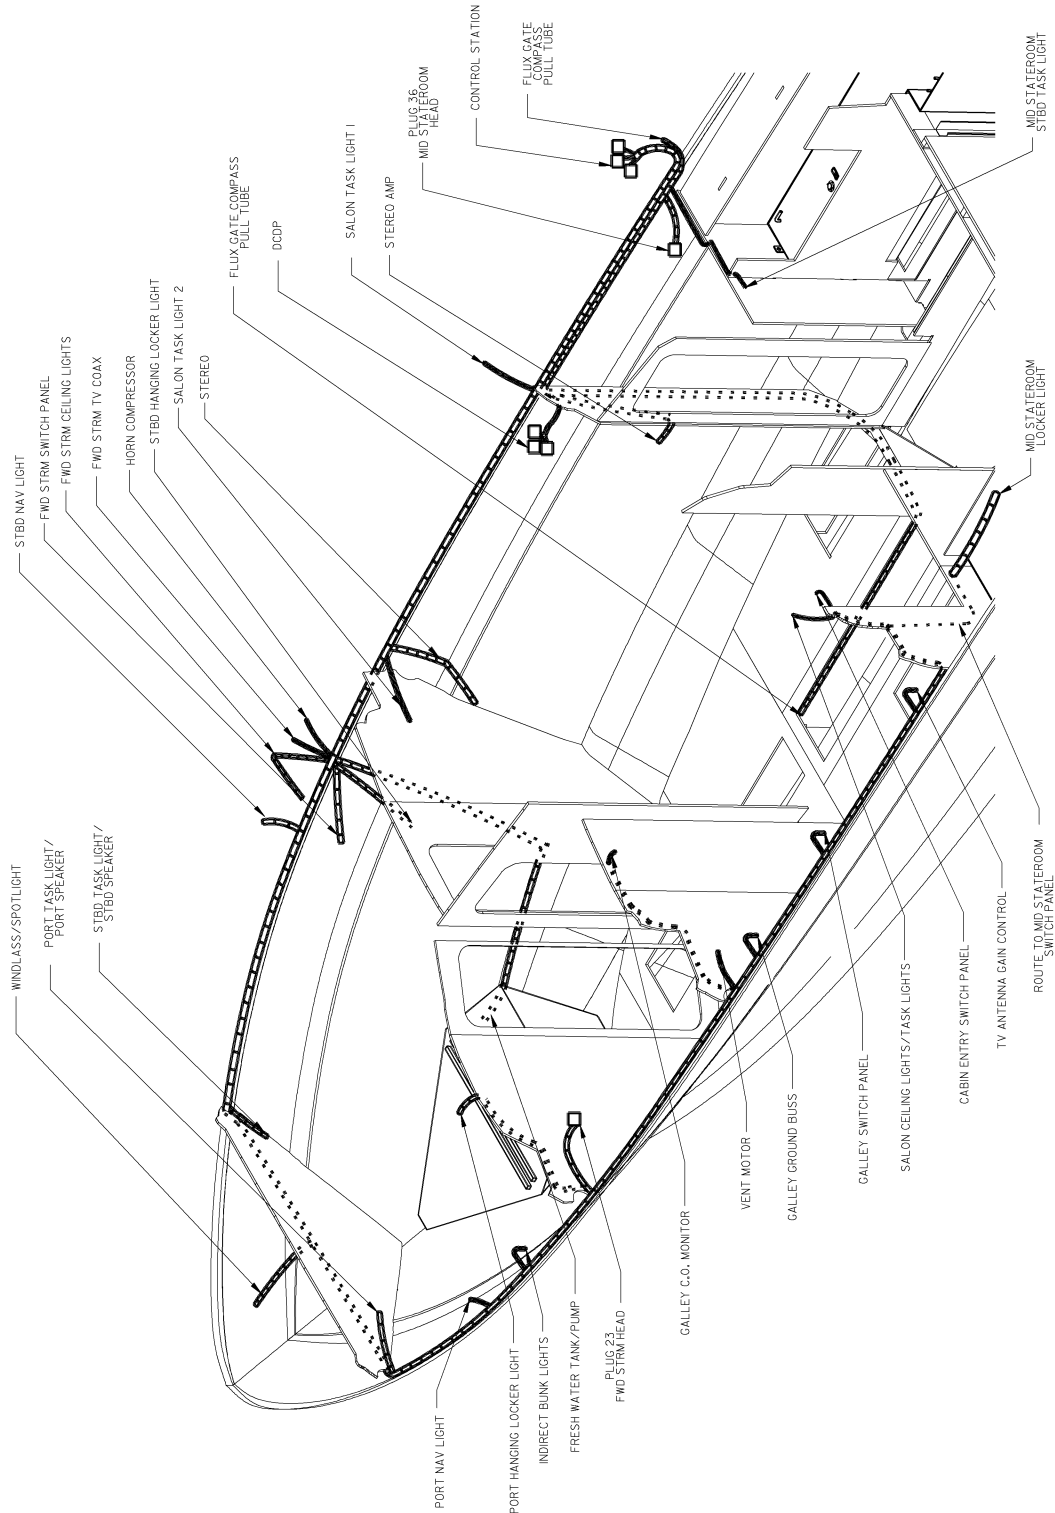 WINDLASS/SPOTLIGHT
PORT TASK LIGHT/
PORT SPEAKER
STBD TASK LIGHT/
STBD SPEAKER
STBD NAV LIGHT
FWD STRM SWITCH PANEL
FWD STRM CEILING LIGHTS
FWD STRM TV COAX
HORN COMPRESSOR
STBD HANGING LOCKER LIGHT
SALON TASK LIGHT 2
STEREO
FLUX GATE COMPASS
PULL TUBE
DCDP
SALON TASK LIGHT 1
STEREO AMP
PLUG 36
MID STATEROOM
HEAD
CONTROL STATION
FLUX GATE
COMPASS
PULL TUBE
MID STATEROOM
STBD TASK LIGHT
MID STATEROOM
LOCKER LIGHT
PORT NAV LIGHT
PORT HANGING LOCKER LIGHT
INDIRECT BUNK LIGHTS
FRESH WATER TANK/PUMP
PLUG 23
FWD STRM HEAD
GALLEY C.O. MONITOR
VENT MOTOR
GALLEY GROUND BUSS
GALLEY SWITCH PANEL
SALON CEILING LIGHTS/TASK LIGHTS
CABIN ENTRY SWITCH PANEL
TV ANTENNA GAIN CONTROL
ROUTE TO MID STATEROOM
SWITCH PANEL